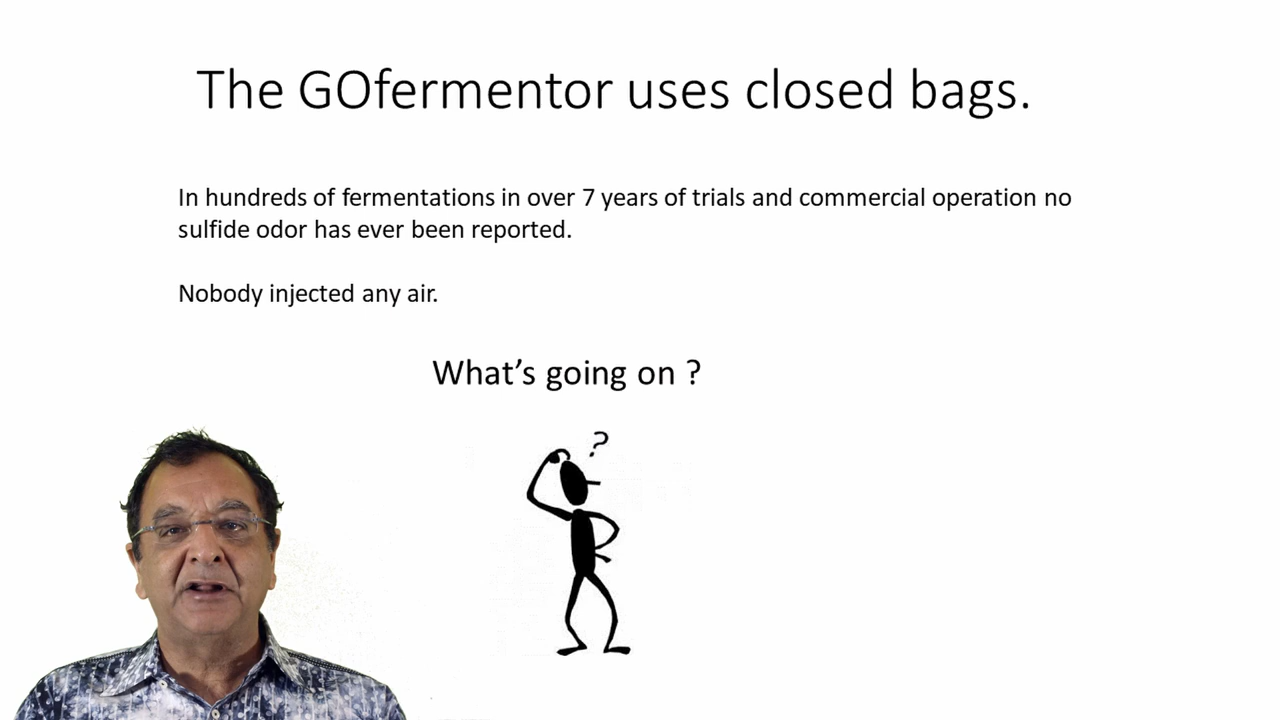 The GOfermentor uses closed bags.
In hundreds of fermentations in over 7 years of trials and commercial operation no
sulfide odor has ever been reported.
Nobody injected any air.
What’s going on ?
?